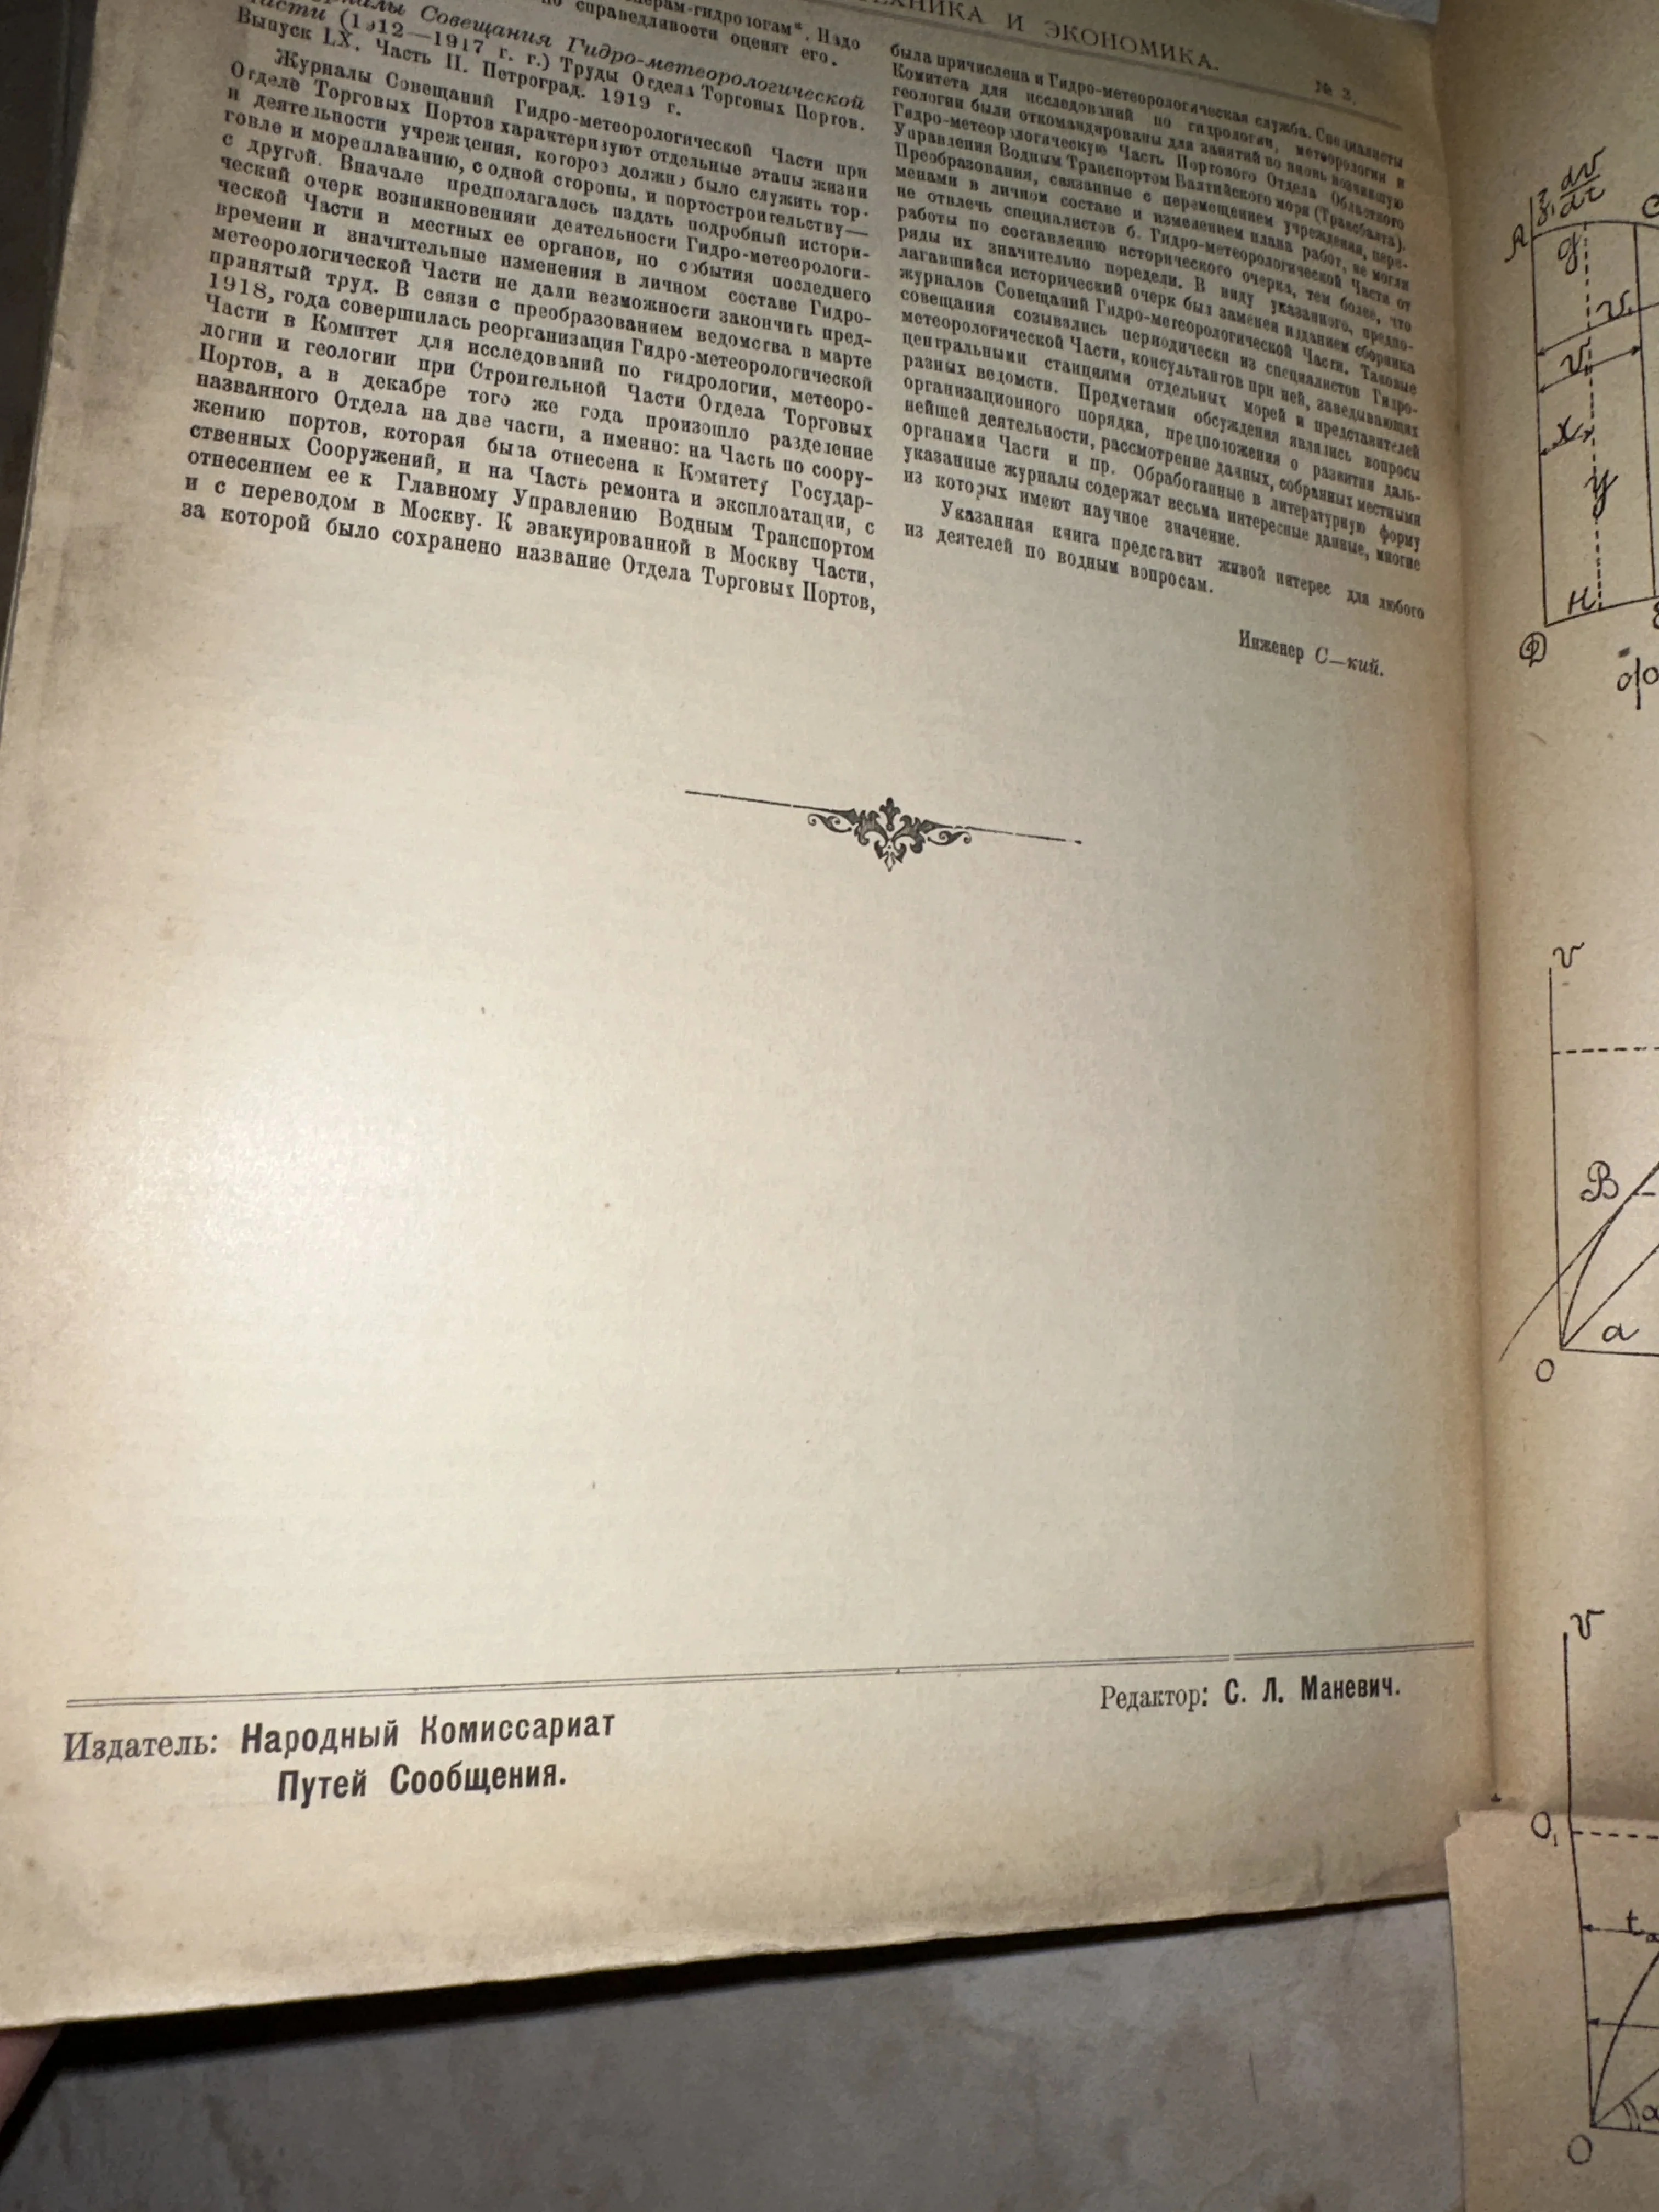 И ЭКОНОМИКА.
№ 3.
Надо
справедливости оценят его.
Совещания Гидро-метеорологической
Части (1912—1917 г. г.) Труды Отдела Торговых Портов.
Выпуск LX. Часть II. Петроград. 1919 г.
Журналы Совещаний Гидро-метеорологической Части при
Отделе Торговых Портов характеризуют отдельные этапы жизни
и деятельности учреждения, которое должно было служить тор-
говле и мореплаванию, с одной стороны, и портостроительству—
с другой. Вначале предполагалось издать подробный истори-
ческий очерк возникновения и деятельности Гидро-метеорологи-
ческой Части и местных ее органов, но события последнего
времени и значительные изменения в личном составе Гидро-
метеорологической Части не дали возможности закончить пред-
принятый труд. В связи с преобразованием ведомства в марте
1918, года совершилась реорганизация Гидро-метеорологической
Части в Комитет для исследований по гидрологии, метеоро-
логии и геологии при Строительной Части Отдела Торговых
Портов, а в декабре того же года произошло разделение
названного Отдела на две части, а именно: на Часть по соору-
жению портов, которая была отнесена к Комитету Государ-
ственных Сооружений, и на Часть ремонта и эксплоатации, с
отнесением ее к Главному Управлению Водным Транспортом
и с переводом в Москву. К эвакуированной в Москву Части,
за которой было сохранено название Отдела Торговых Портов,
была причислена и Гидро-метеорологическая служба. Специалисты
Комитета для исследований по гидрологии, метеорологии и
геологии были откомандированы для занятий во вновь возникшую
Гидро-метеорологическую Часть Портового Отдела Областного
Управления Водным Транспортом Балтийского моря (Трансбалта).
Преобразования, связанные с перемещением учреждения, пере-
менами в личном составе и изменением плана работ, не могли
не отвлечь специалистов б. Гидро-метеорологической Части от
работы по составлению исторического очерка, тем более, что
ряды их значительно поредели. В виду указанного, предпо-
лагавшийся исторический очерк был заменен изданием сборника
журналов Совещаний Гидро-метеорологической Части. Таковые
совещания созывались периодически из специалистов Гидро-
метеорологической Части, консультантов при ней, заведывающих
центральными станциями отдельных морей и представителей
разных ведомств. Предметами обсуждения являлись вопросы
организационного порядка, предположения о развитии даль-
нейшей деятельности, рассмотрение данных, собранных местными
органами Части и пр. Обработанные в литературную форму
указанные журналы содержат весьма интересные данные, многие
из которых имеют научное значение.
Указанная книга представит живой интерес для любого
из деятелей по водным вопросам.
Инженер С—кий.
Издатель: Народный Комиссариат
Путей Сообщения.
Редактор: С. Л. Маневич.
A
v
x
y
H
v
B
a
O
v
O₁
O